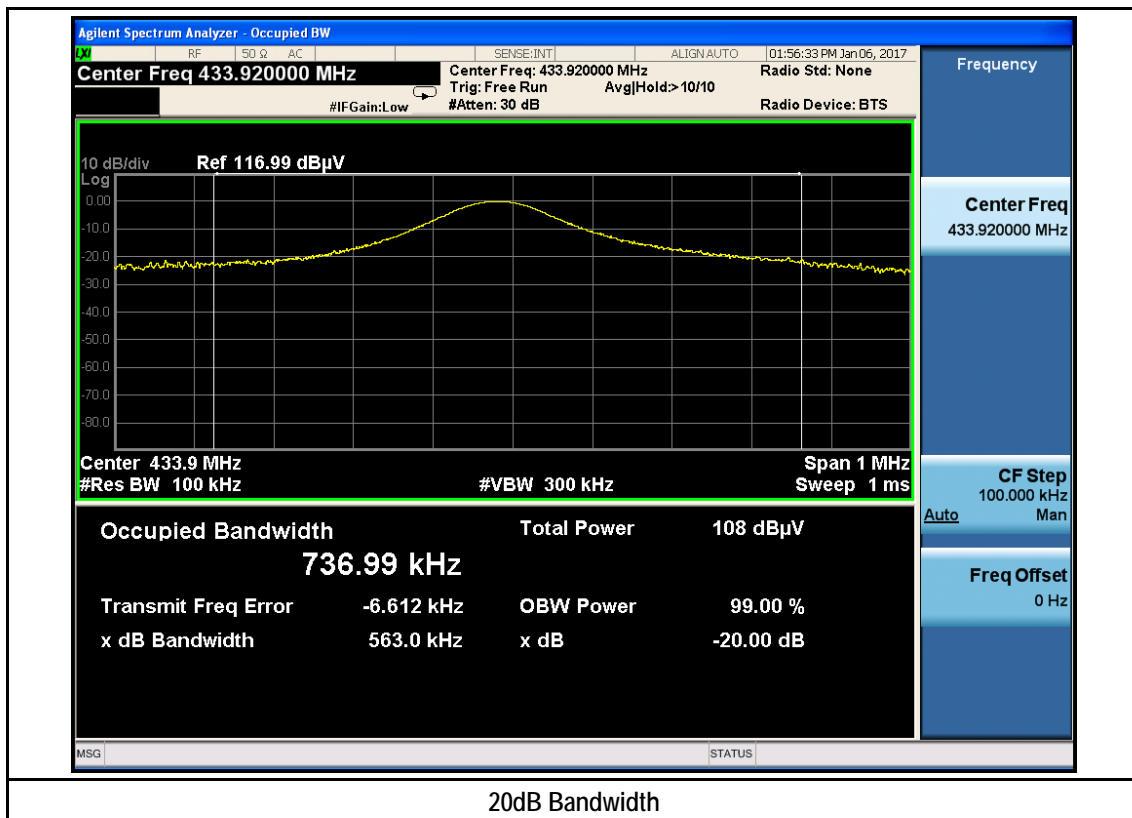 Agilent Spectrum Analyzer - Occupied BW
LXI RF 50 Ω AC SENSE:INT ALIGN AUTO 01:56:33 PM Jan 06, 2017
Center Freq 433.920000 MHz
Center Freq: 433.920000 MHz
Radio Std: None
Trig: Free Run Avg|Hold:> 10/10
#IFGain:Low #Atten: 30 dB Radio Device: BTS
10 dB/div Ref 116.99 dBµV
Log
0.00
-10.0
-20.0
-30.0
-40.0
-50.0
-60.0
-70.0
-80.0
Center 433.9 MHz Span 1 MHz
#Res BW 100 kHz #VBW 300 kHz Sweep 1 ms
Occupied Bandwidth Total Power 108 dBµV
736.99 kHz
Transmit Freq Error -6.612 kHz OBW Power 99.00 %
x dB Bandwidth 563.0 kHz x dB -20.00 dB
Frequency
Center Freq
433.920000 MHz
CF Step
100.000 kHz
Auto Man
Freq Offset
0 Hz
MSG STATUS
20dB Bandwidth